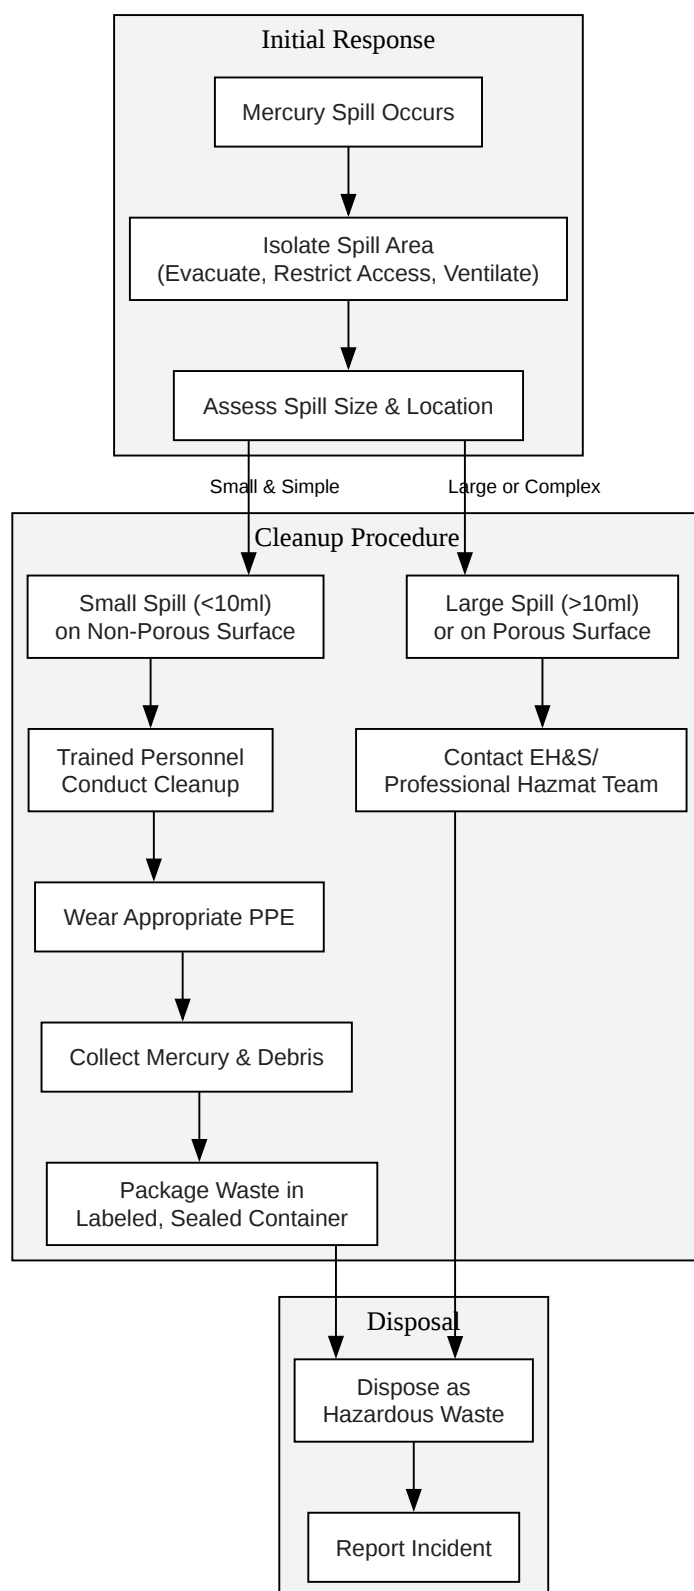 Initial Response
Mercury Spill Occurs
Isolate Spill Area
(Evacuate, Restrict Access, Ventilate)
Assess Spill Size & Location
Small & Simple
Large or Complex
Cleanup Procedure
Small Spill (<10ml)
on Non-Porous Surface
Large Spill (>10ml)
or on Porous Surface
Trained Personnel
Conduct Cleanup
Contact EH&S/
Professional Hazmat Team
Wear Appropriate PPE
Collect Mercury & Debris
Package Waste in
Labeled, Sealed Container
Disposal
Dispose as
Hazardous Waste
Report Incident